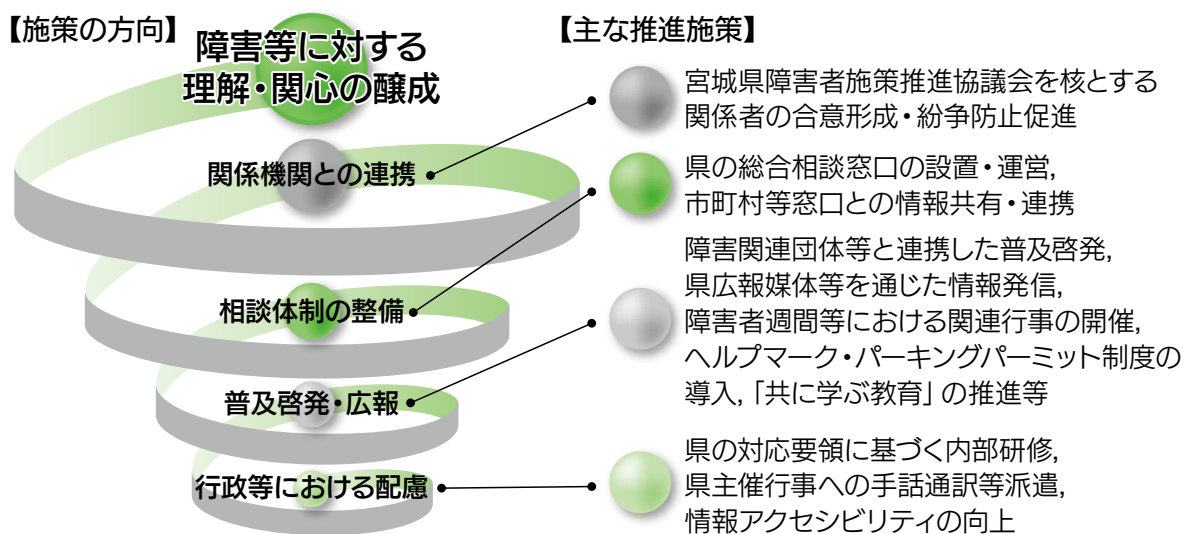 【施策の方向】
障害等に対する
理解・関心の醸成
関係機関との連携
相談体制の整備
普及啓発・広報
行政等における配慮
【主な推進施策】
宮城県障害者施策推進協議会を核とする
関係者の合意形成・紛争防止促進
県の総合相談窓口の設置・運営,
市町村等窓口との情報共有・連携
障害関連団体等と連携した普及啓発,
県広報媒体等を通じた情報発信,
障害者週間等における関連行事の開催,
ヘルプマーク・パーキングパーミット制度の
導入,「共に学ぶ教育」の推進等
県の対応要領に基づく内部研修,
県主催行事への手話通訳等派遣,
情報アクセシビリティの向上